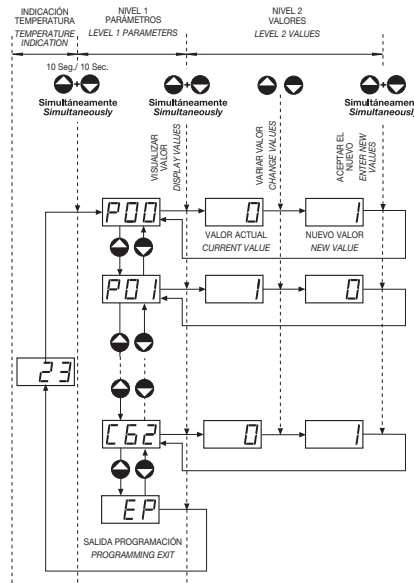 INDICACIÓN
TEMPERATURA
TEMPERATURE
INDICATION
NIVEL 1
PARÁMETROS
LEVEL 1 PARAMETERS
NIVEL 2
VALORES
LEVEL 2 VALUES
10 Seg./ 10 Sec.
Simultáneamente
Simultaneously
VISUALIZAR
VALOR
DISPLAY VALUES
Simultáneamente
Simultaneously
VARIAR VALOR
CHANGE VALUES
ACEPTAR EL
NUEVO
ENTER NEW
VALUES
Simultáneamen
Simultaneously
P00
0
1
VALOR ACTUAL
CURRENT VALUE
NUEVO VALOR
NEW VALUE
P01
1
0
23
C62
0
1
EP
SALIDA PROGRAMACIÓN
PROGRAMMING EXIT